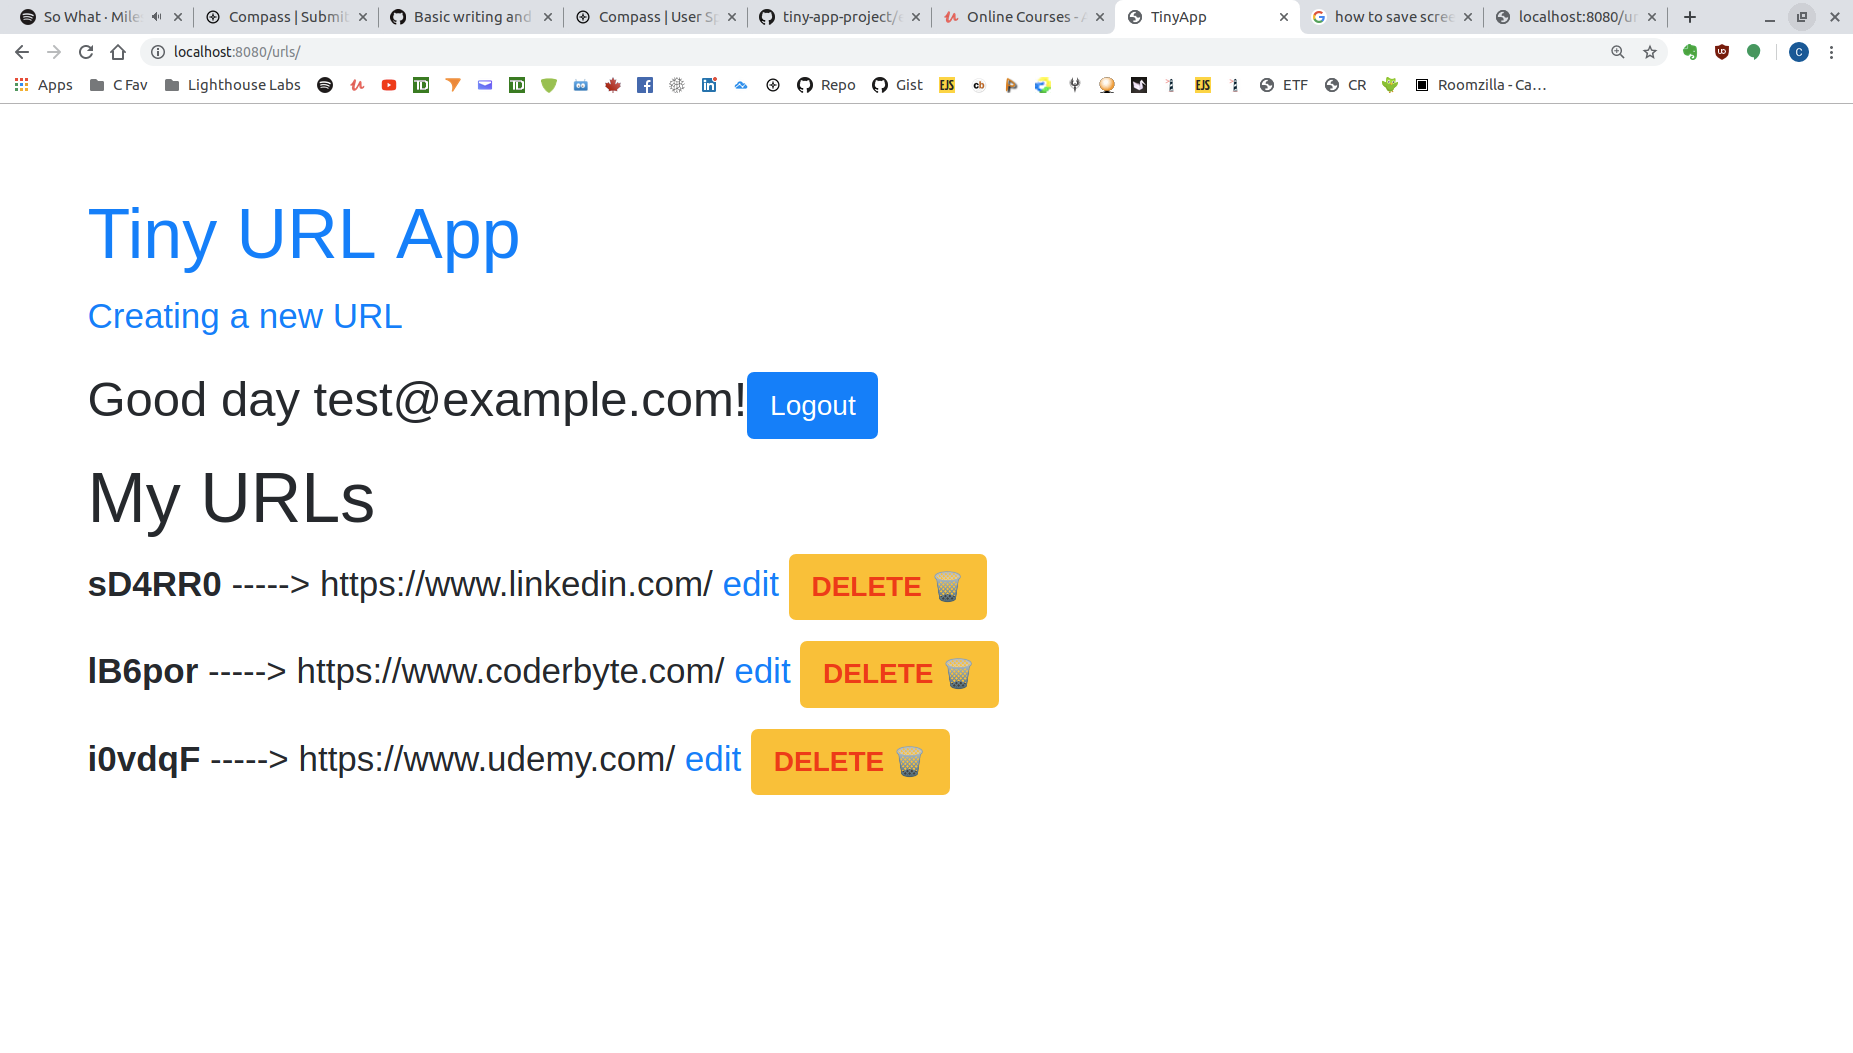 So What · Mile
Compass | Submit
Basic writing and
Compass | User Sp
tiny-app-project/
Online Courses - A
TinyApp
how to save scree
localhost:8080/ur
localhost:8080/urls/
Apps
C Fav
Lighthouse Labs
Repo
Gist
ETF
CR
Roomzilla - Ca...
Tiny URL App
Creating a new URL
Good day test@example.com! Logout
My URLs
sD4RR0 -----> https://www.linkedin.com/ edit DELETE
lB6por -----> https://www.coderbyte.com/ edit DELETE
i0vdqF -----> https://www.udemy.com/ edit DELETE